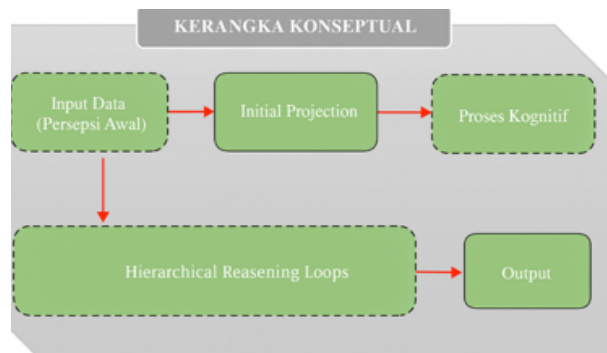 KERANGKA KONSEPTUAL
Input Data
(Persepsi Awal)
Initial Projection
Proses Kognitif
Hierarchical Reasening Loops
Output